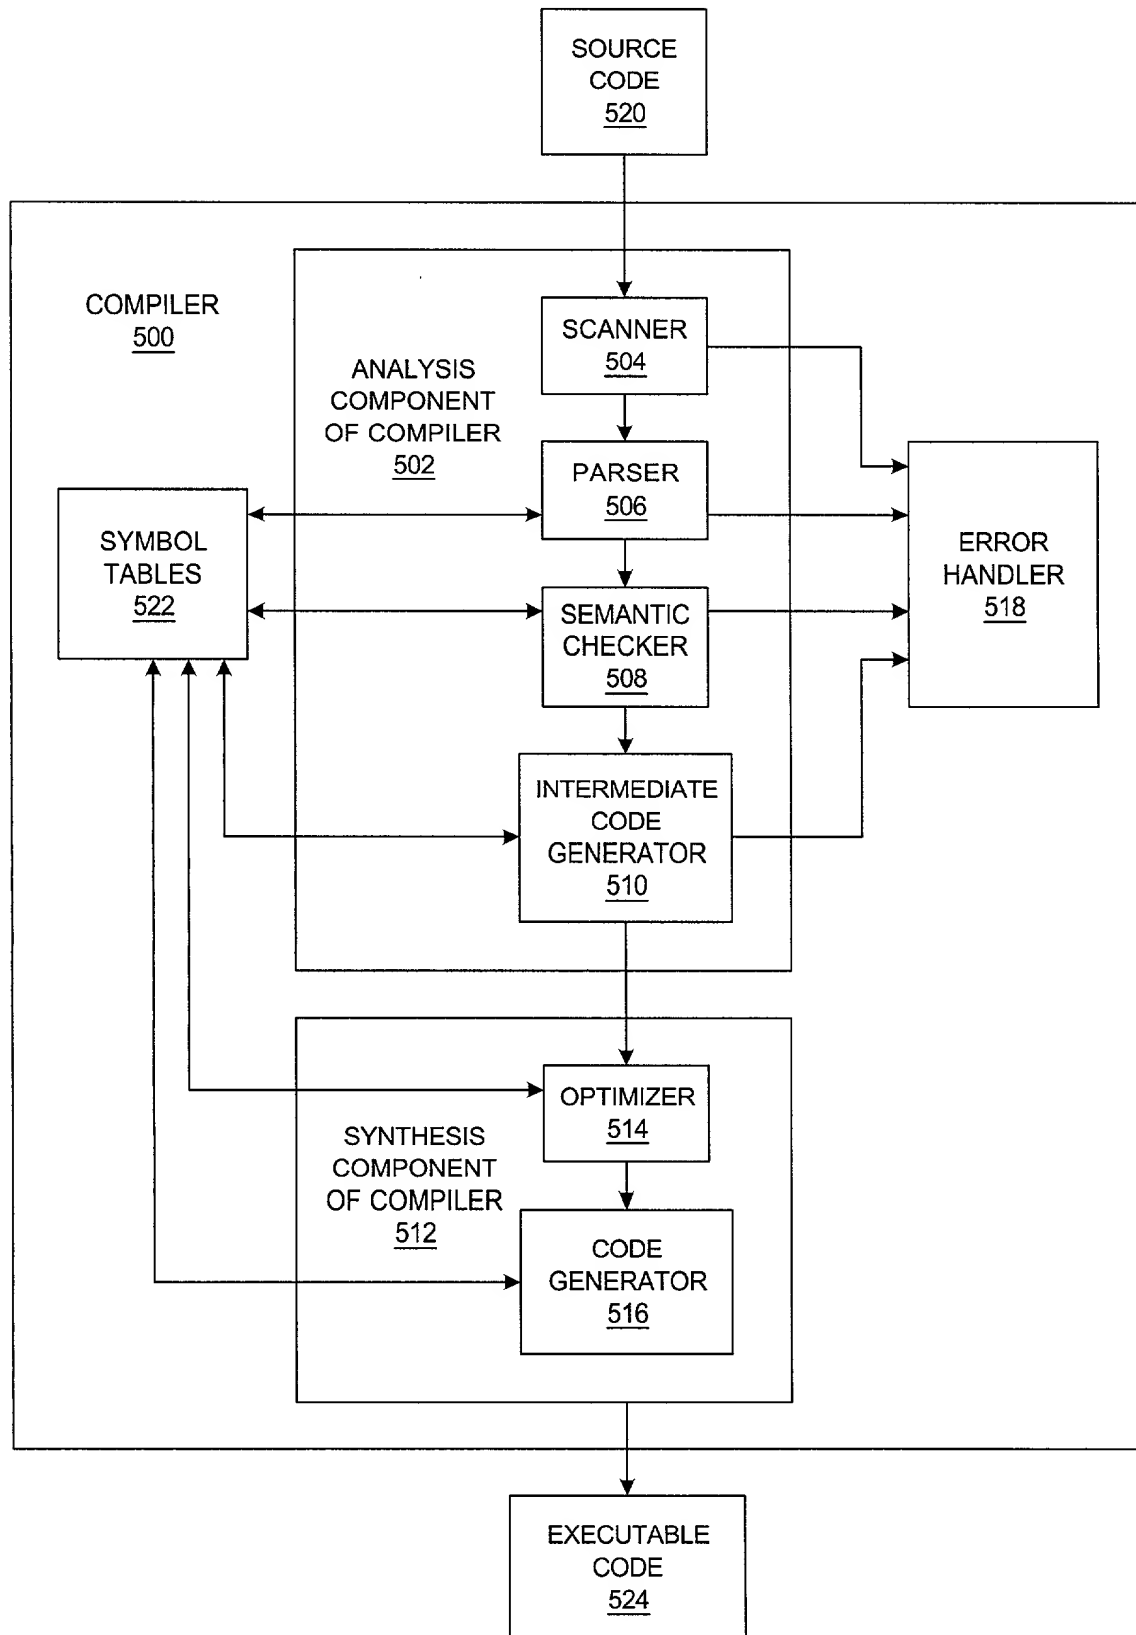 SOURCE
CODE
520
COMPILER
500
ANALYSIS
COMPONENT
OF COMPILER
502
SCANNER
504
PARSER
506
SYMBOL
TABLES
522
ERROR
HANDLER
518
SEMANTIC
CHECKER
508
INTERMEDIATE
CODE
GENERATOR
510
OPTIMIZER
514
SYNTHESIS
COMPONENT
OF COMPILER
512
CODE
GENERATOR
516
EXECUTABLE
CODE
524